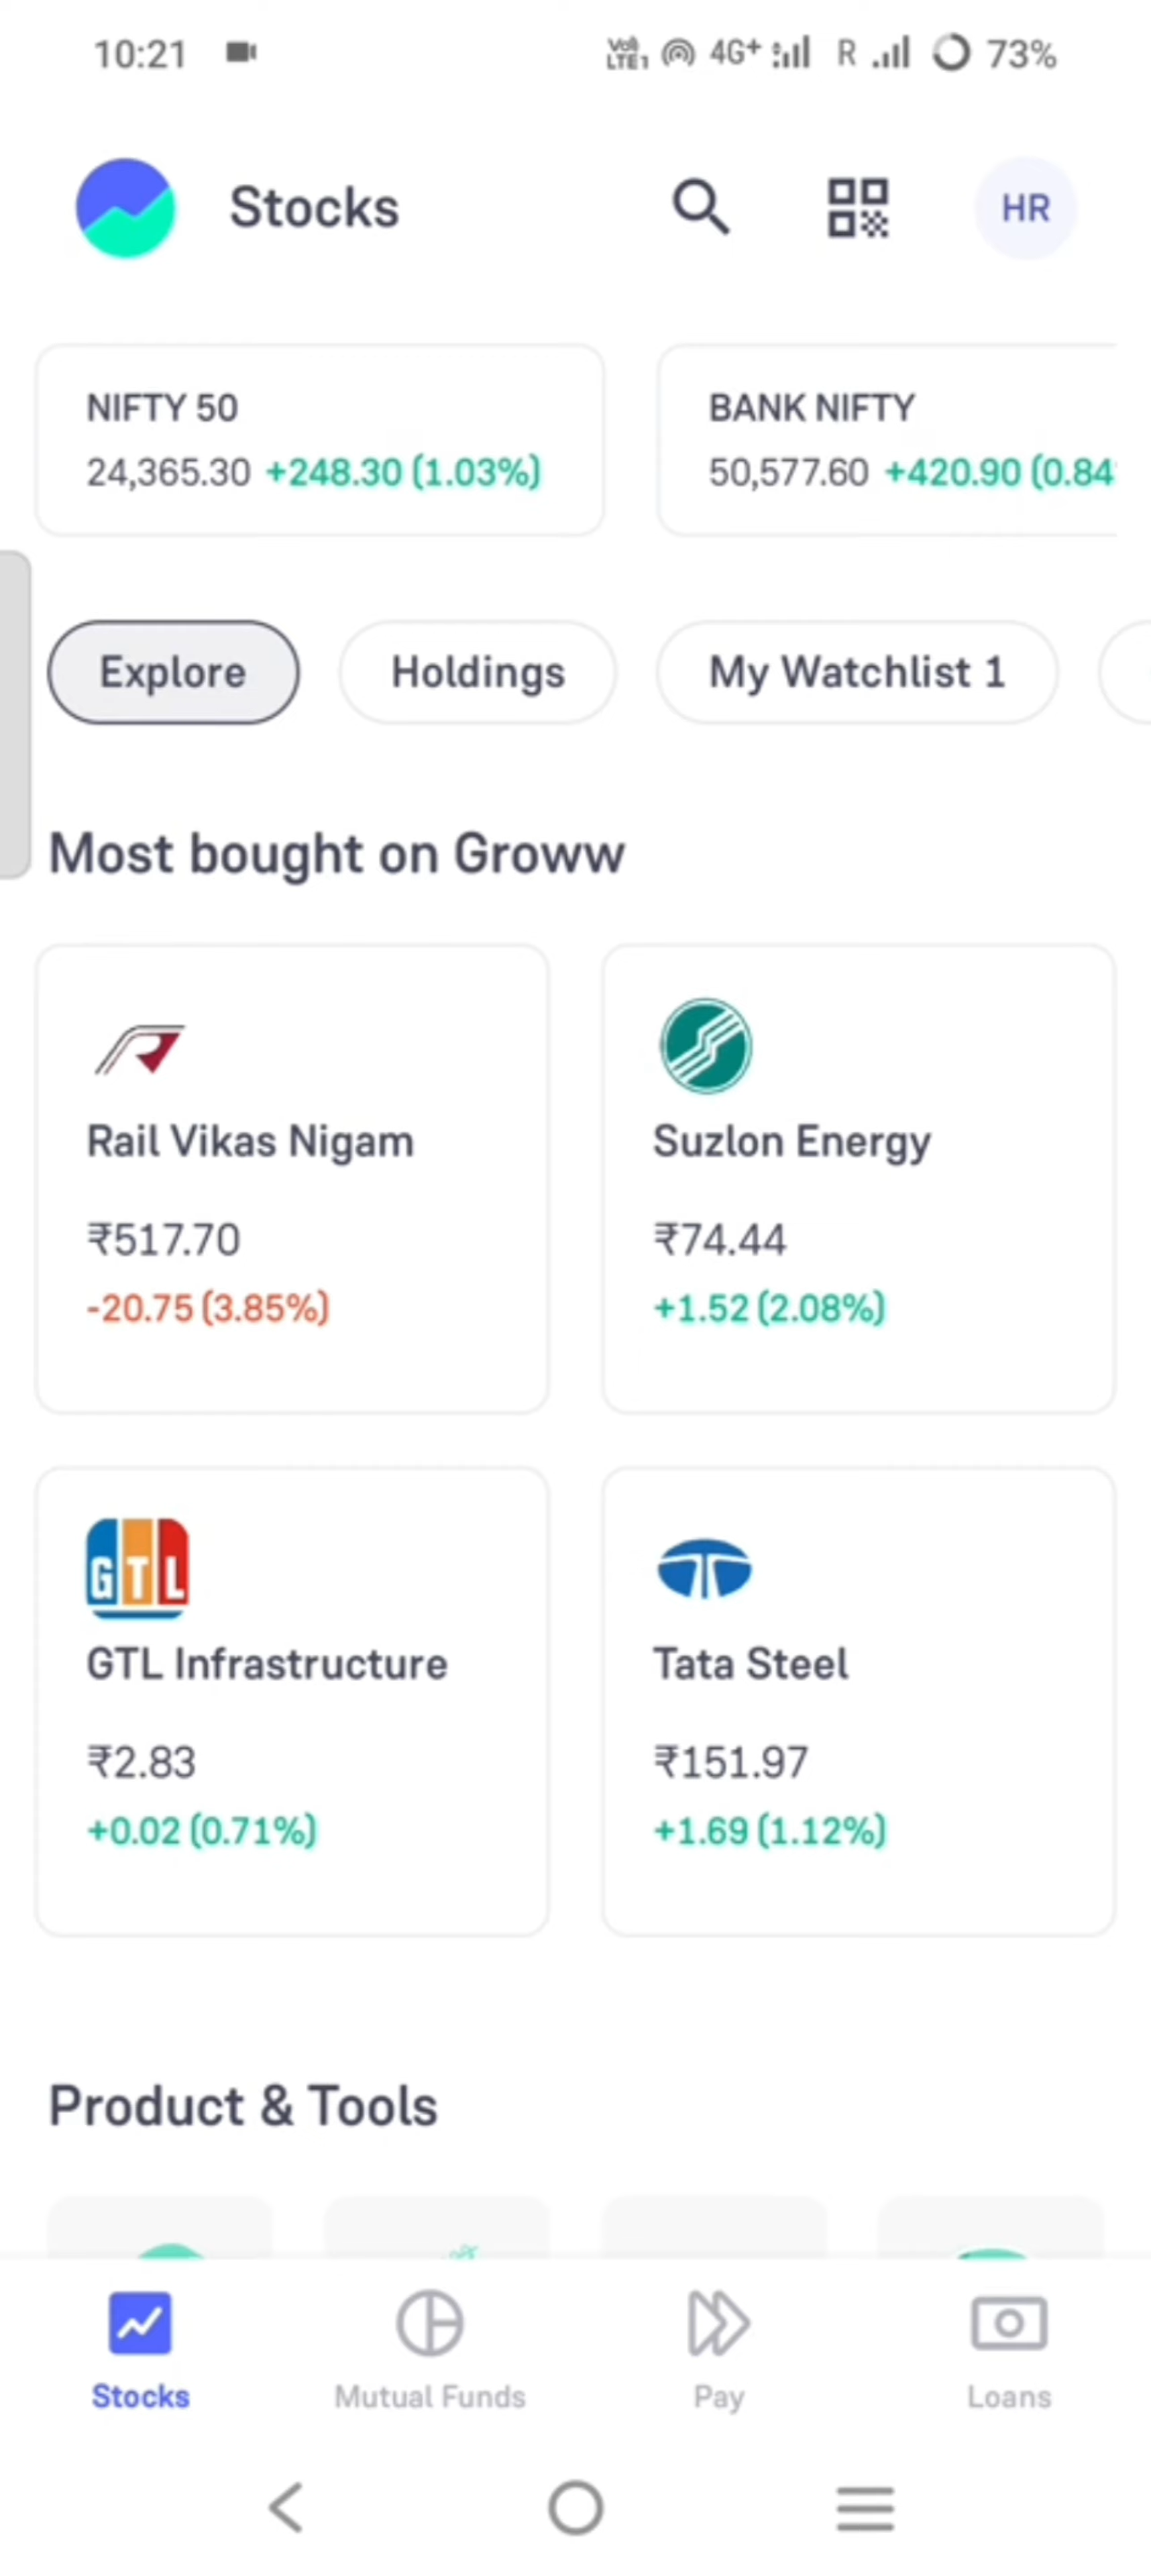 10:21
Vo)) LTE1 4G+ R 73%
Stocks
HR
NIFTY 50
24,365.30 +248.30 (1.03%)
BANK NIFTY
50,577.60 +420.90 (0.84
Explore
Holdings
My Watchlist 1
Most bought on Groww
Rail Vikas Nigam
₹517.70
-20.75 (3.85%)
Suzlon Energy
₹74.44
+1.52 (2.08%)
GTL
GTL Infrastructure
₹2.83
+0.02 (0.71%)
Tata Steel
₹151.97
+1.69 (1.12%)
Product & Tools
Stocks
Mutual Funds
Pay
Loans